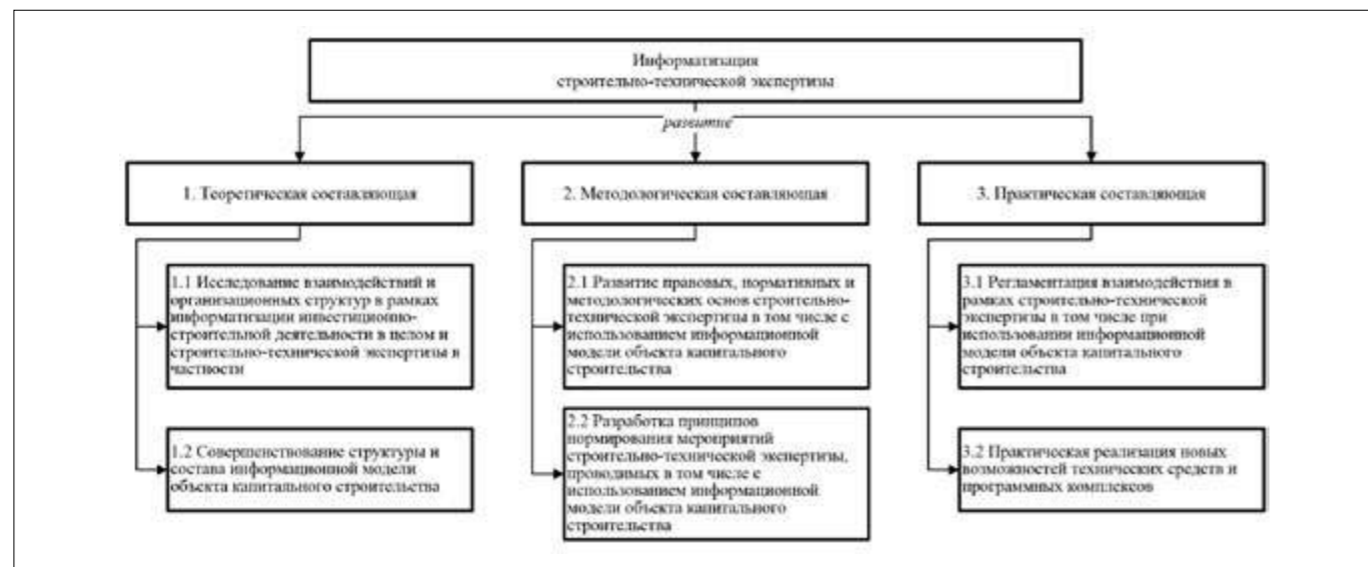 Информатизация
строительно-технической экспертизы
развитие
1. Теоретическая составляющая
2. Методологическая составляющая
3. Практическая составляющая
1.1 Исследование взаимодействий и
организационных структур в рамках
информатизации инвестиционно-
строительной деятельности в целом и
строительно-технической экспертизы в
частности
1.2 Совершенствование структуры и
состава информационной модели
объекта капитального строительства
2.1 Развитие правовых, нормативных и
методологических основ строительно-
технической экспертизы в том числе с
использованием информационной
модели объекта капитального
строительства
2.2 Разработка принципов
нормирования мероприятий
строительно-технической экспертизы,
проводимых в том числе с
использованием информационной
модели объекта капитального
строительства
3.1 Регламентация взаимодействия в
рамках строительно-технической
экспертизы в том числе при
использовании информационной
модели объекта капитального
строительства
3.2 Практическая реализация новых
возможностей технических средств и
программных комплексов